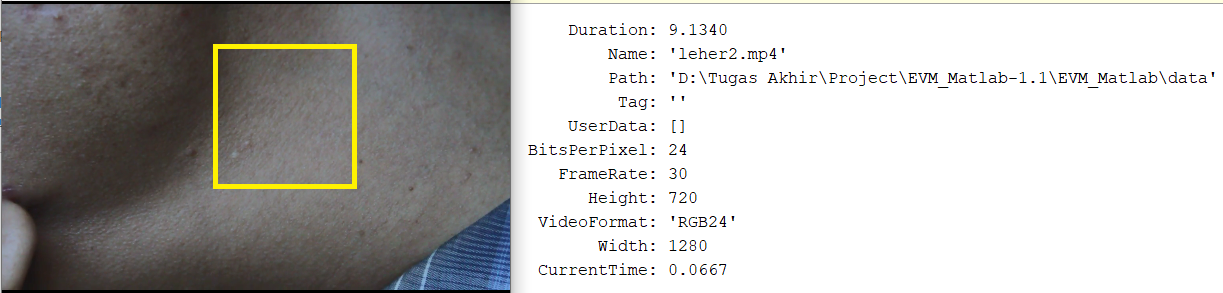 Duration: 9.1340
Name: 'leher2.mp4'
Path: 'D:\Tugas Akhir\Project\EVM_Matlab-1.1\EVM_Matlab\data'
Tag: ''
UserData: []
BitsPerPixel: 24
FrameRate: 30
Height: 720
VideoFormat: 'RGB24'
Width: 1280
CurrentTime: 0.0667